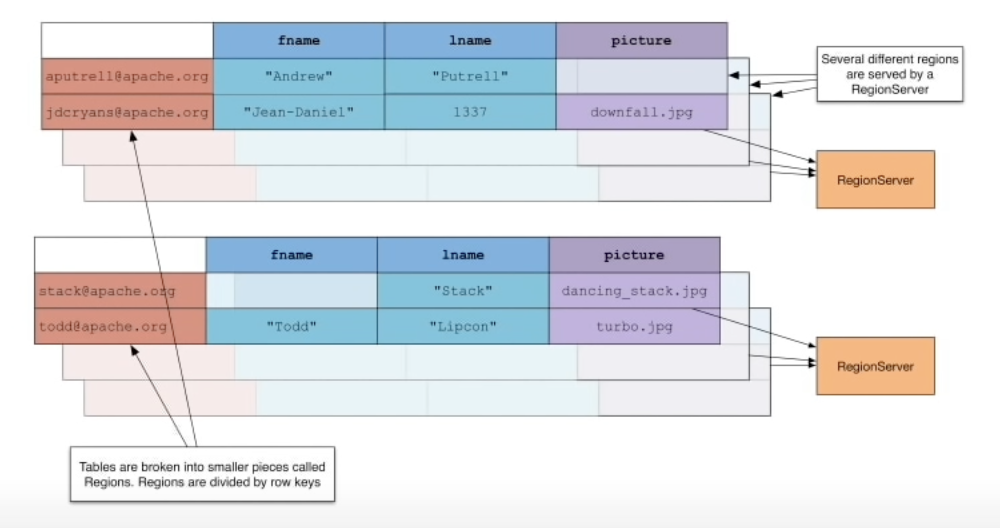 fname lname picture
aputrell@apache.org "Andrew" "Putrell"
jdcryans@apache.org "Jean-Daniel" 1337 downfall.jpg
Several different regions
are served by a
RegionServer
RegionServer
fname lname picture
stack@apache.org "Stack" dancing_stack.jpg
todd@apache.org "Todd" "Lipcon" turbo.jpg
RegionServer
Tables are broken into smaller pieces called
Regions. Regions are divided by row keys